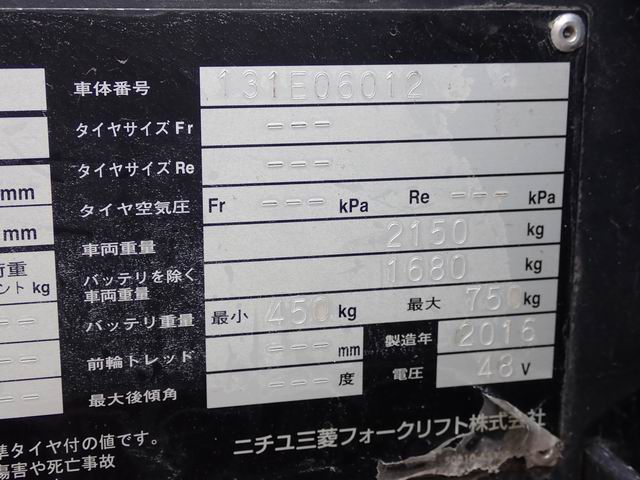 車体番号 131E06012
タイヤサイズ Fr ---
タイヤサイズ Re ---
mm
タイヤ空気圧 Fr --- kPa Re --- kPa
mm
車両重量 2150 kg
荷重
バッテリを除く
車両重量 1680 kg
ント kg
バッテリ重量 最小 450 kg 最大 750 kg
--
前輪トレッド --- mm 製造年 2016
--
最大後傾角 --- 度 電圧 48 V
--
ニチユ三菱フォークリフト株式会社
準タイヤ付の値です。
傷害や死亡事故